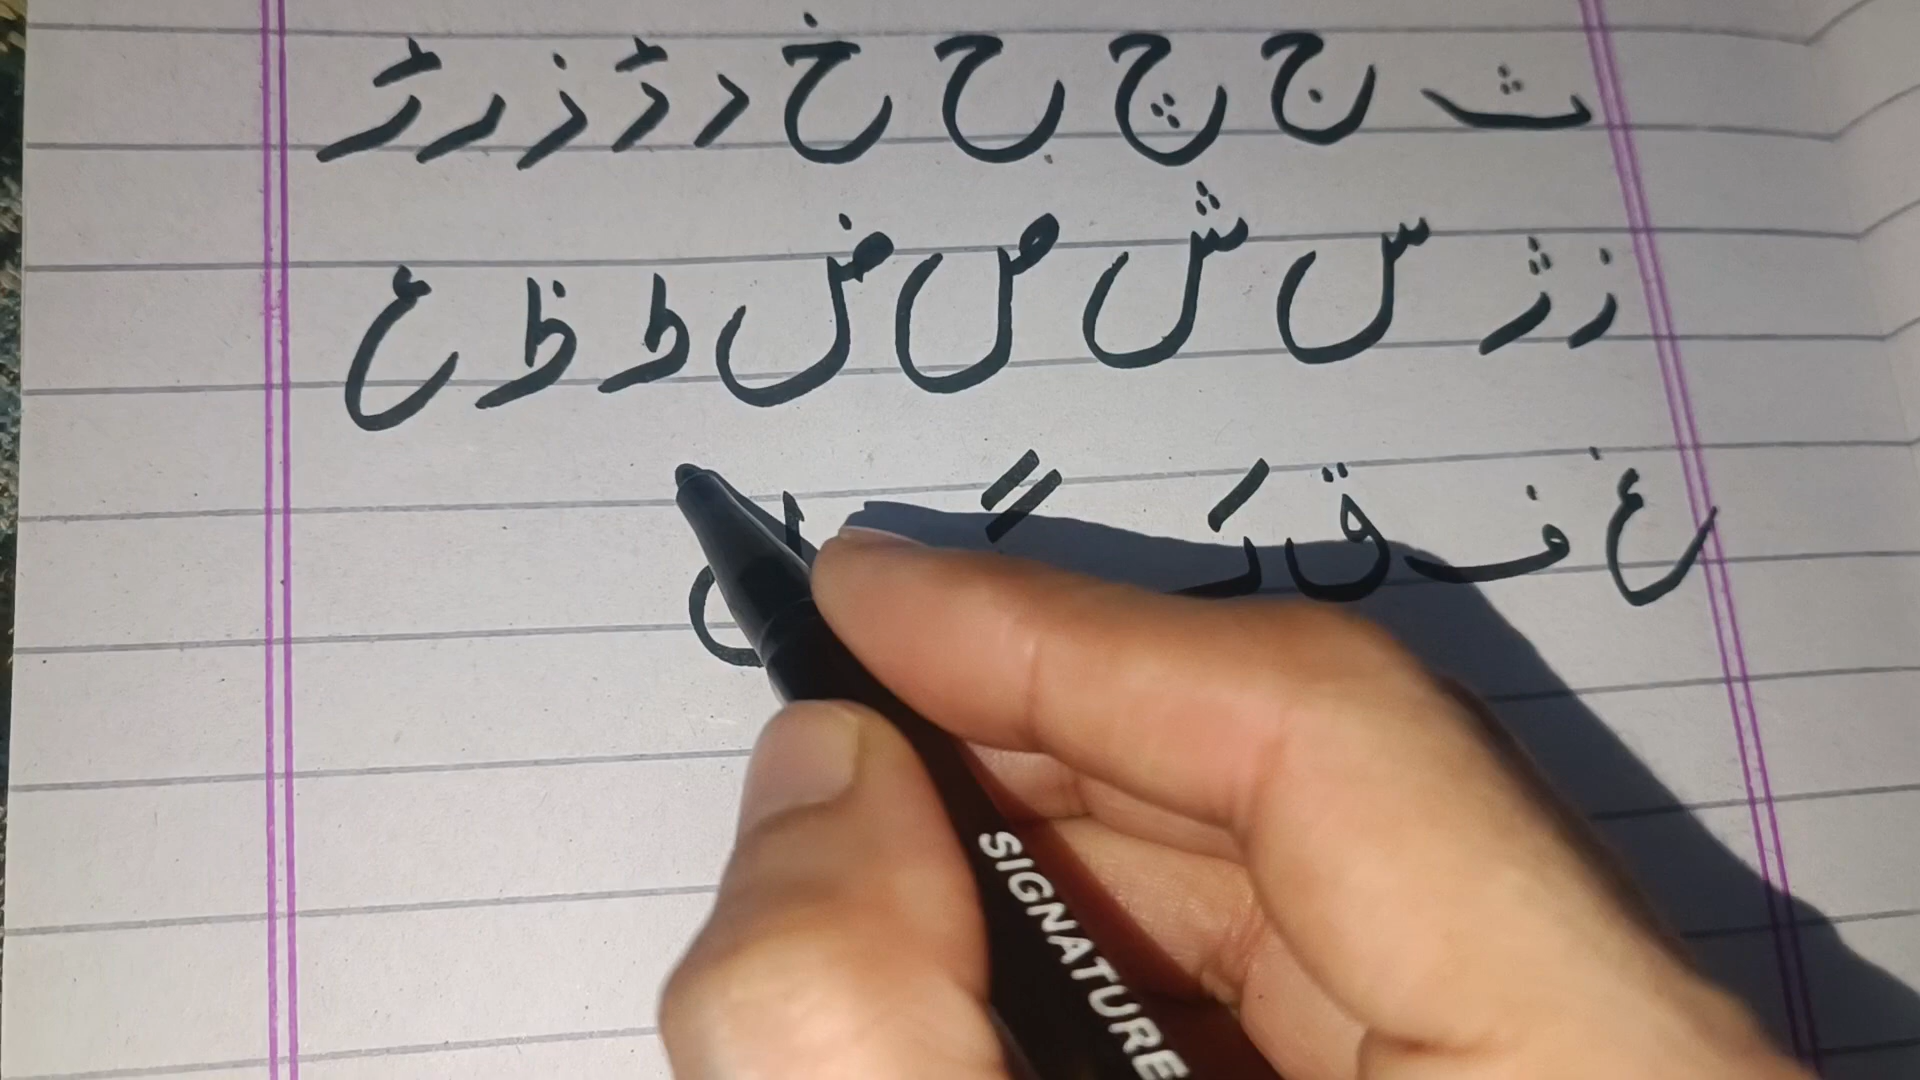 ث ج چ ح خ د ڈ ذ ر ڑ
ز ژ س ش ص ض ط ظ ع
غ ف ق ک گ ل
SIGNATURE